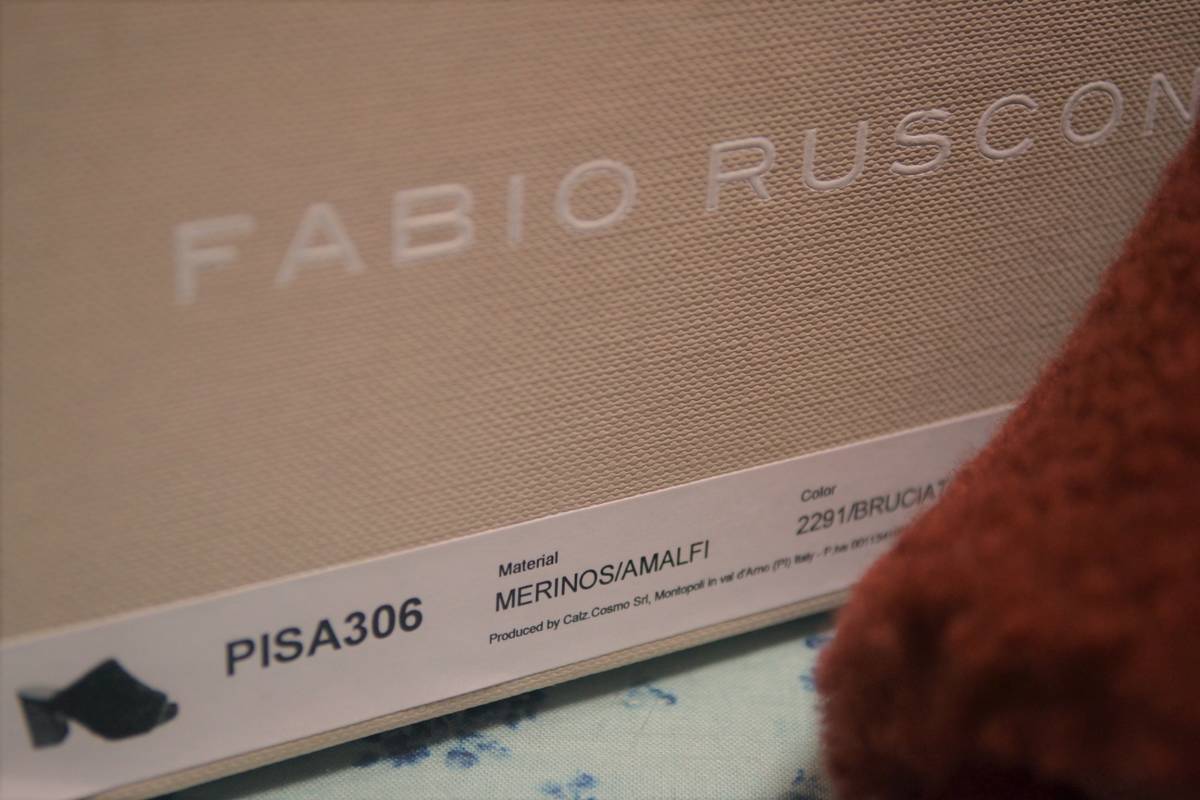 FABIO RUSCON
PISA306
Material
MERINOS/AMALFI
Color
2291/BRUCIAT
Produced by Calz.Cosmo Srl, Montopoli in val d'Arno (PI) Italy - P.Iva